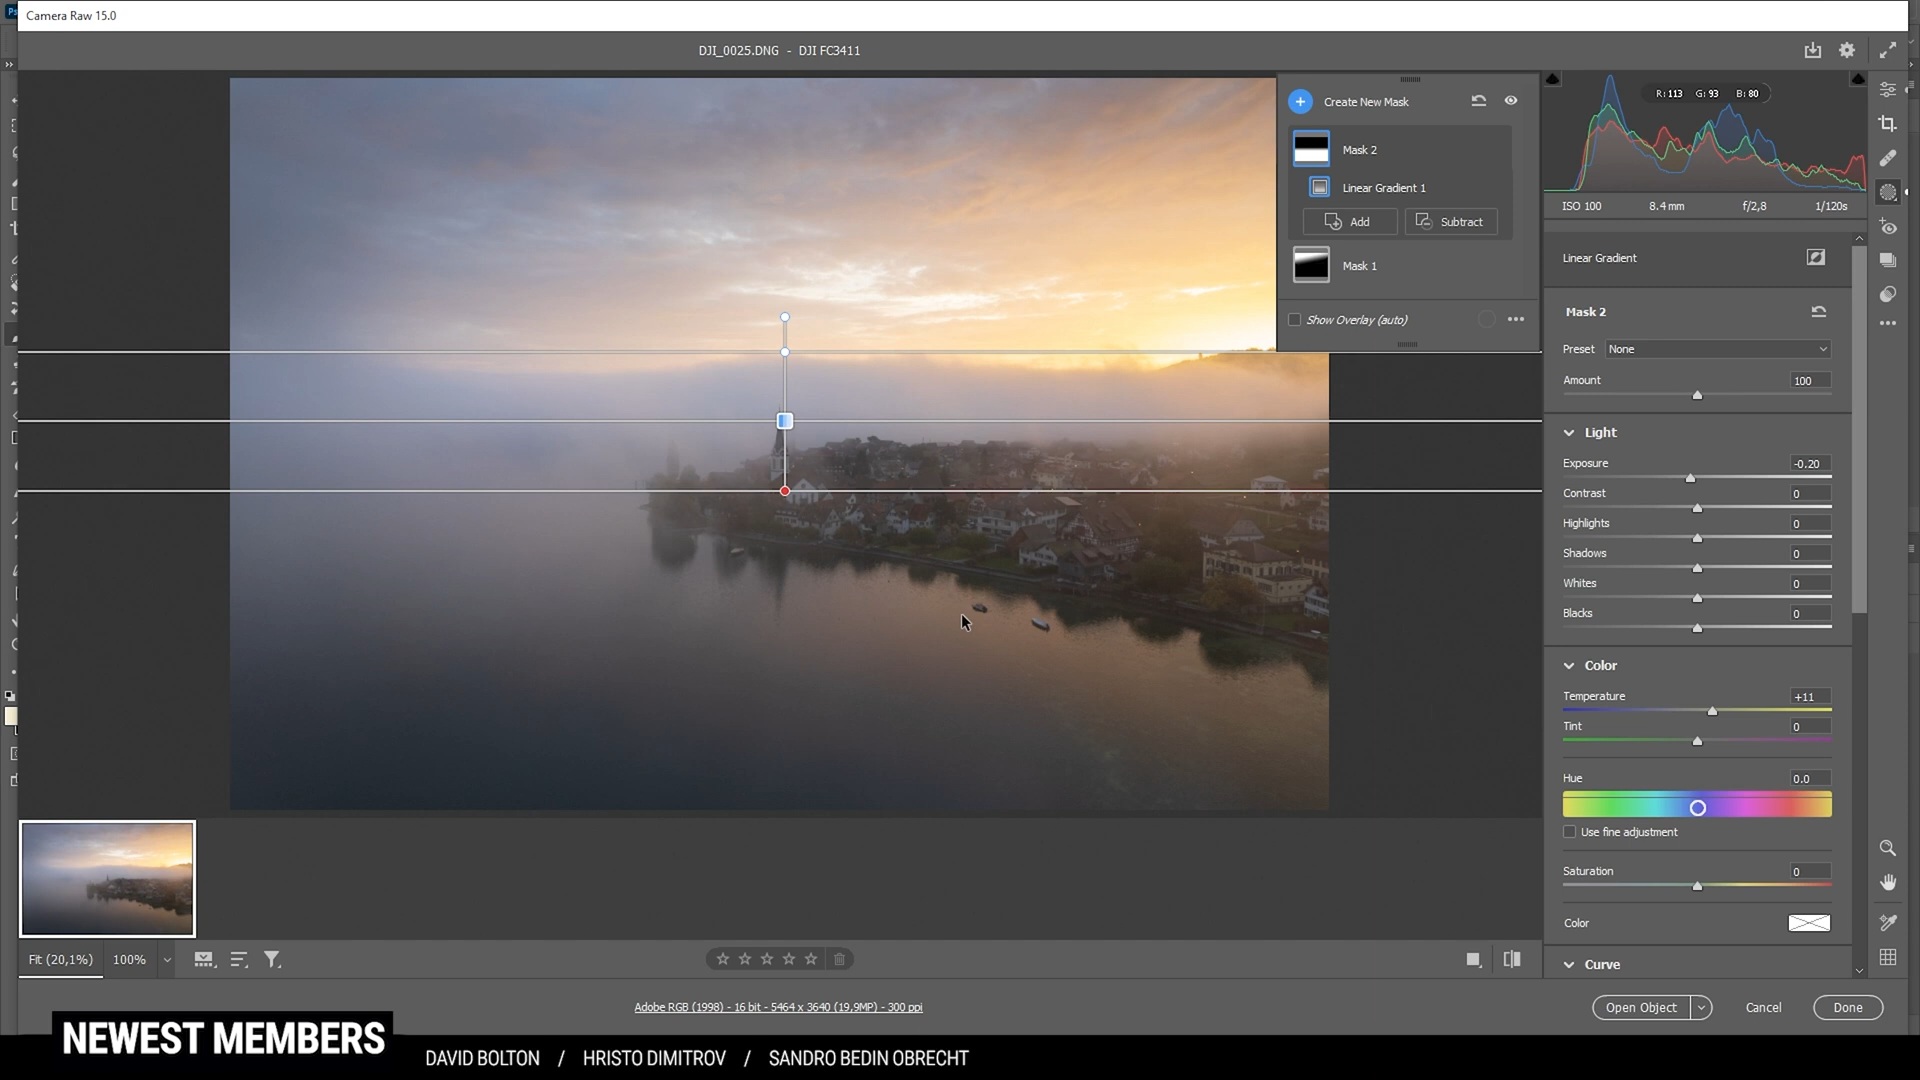 Ps
Camera Raw 15.0
DJI_0025.DNG - DJI FC3411
Create New Mask
Mask 2
Linear Gradient 1
Add
Subtract
Mask 1
Show Overlay (auto)
R: 113 G: 93 B: 80
ISO 100 8.4 mm f/2,8 1/120s
Linear Gradient
Mask 2
Preset None
Amount 100
Light
Exposure -0.20
Contrast 0
Highlights 0
Shadows 0
Whites 0
Blacks 0
Color
Temperature +11
Tint 0
Hue 0.0
Use fine adjustment
Saturation 0
Color
Curve
Fit (20,1%) 100%
Adobe RGB (1998) - 16 bit - 5464 x 3640 (19,9MP) - 300 ppi
Open Object
Cancel
Done
NEWEST MEMBERS
DAVID BOLTON / HRISTO DIMITROV / SANDRO BEDIN OBRECHT